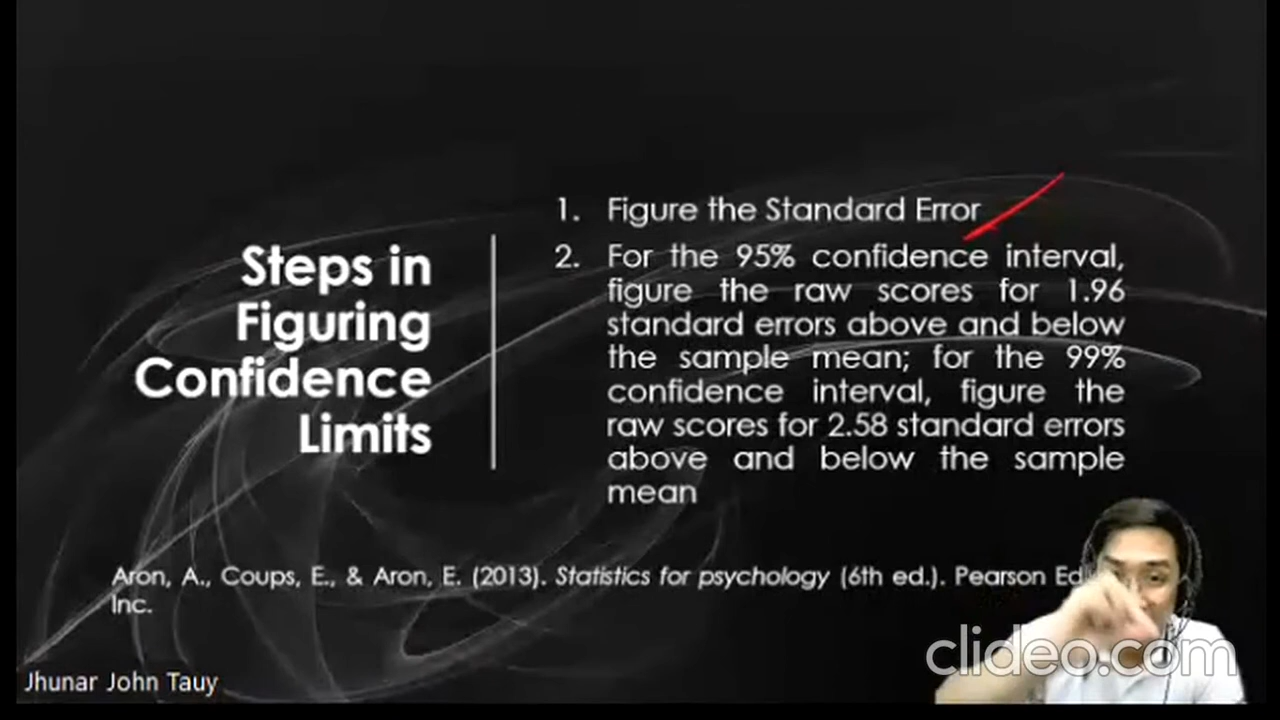 Steps in
Figuring
Confidence
Limits
1. Figure the Standard Error
2. For the 95% confidence interval,
figure the raw scores for 1.96
standard errors above and below
the sample mean; for the 99%
confidence interval, figure the
raw scores for 2.58 standard errors
above and below the sample
mean
Aron, A., Coups, E., & Aron, E. (2013). Statistics for psychology (6th ed.). Pearson
Inc.
Jhunar John Tauy
clideo.com